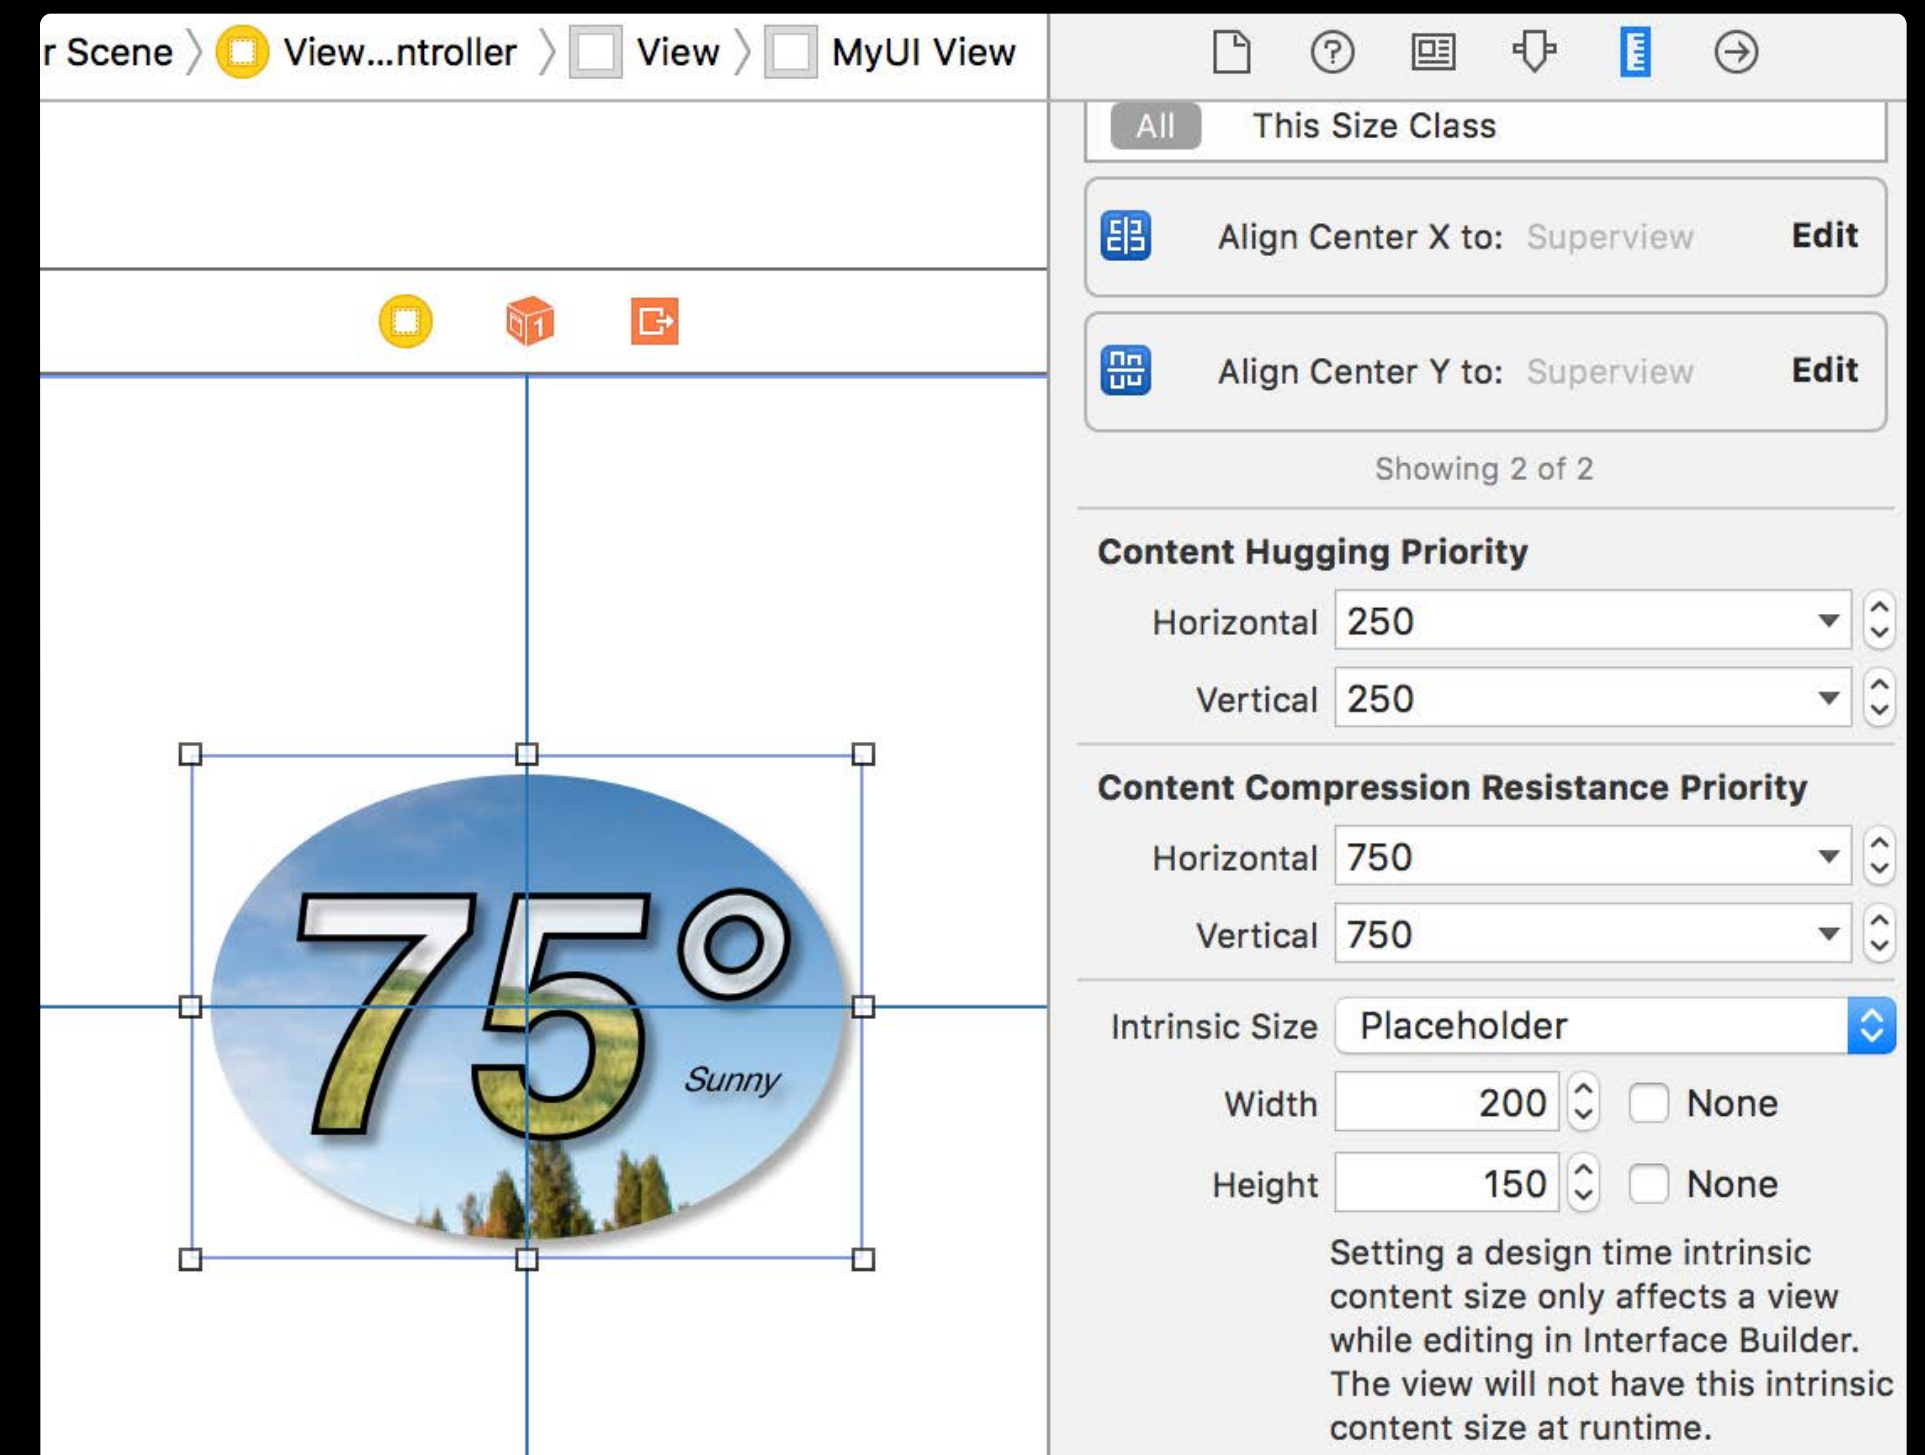 r Scene 〉 View...ntroller 〉 View 〉 MyUI View
All This Size Class
Align Center X to: Superview Edit
Align Center Y to: Superview Edit
Showing 2 of 2
Content Hugging Priority
Horizontal 250
Vertical 250
Content Compression Resistance Priority
Horizontal 750
Vertical 750
Intrinsic Size Placeholder
Width 200 None
Height 150 None
Setting a design time intrinsic
content size only affects a view
while editing in Interface Builder.
The view will not have this intrinsic
content size at runtime.
1
75°
Sunny